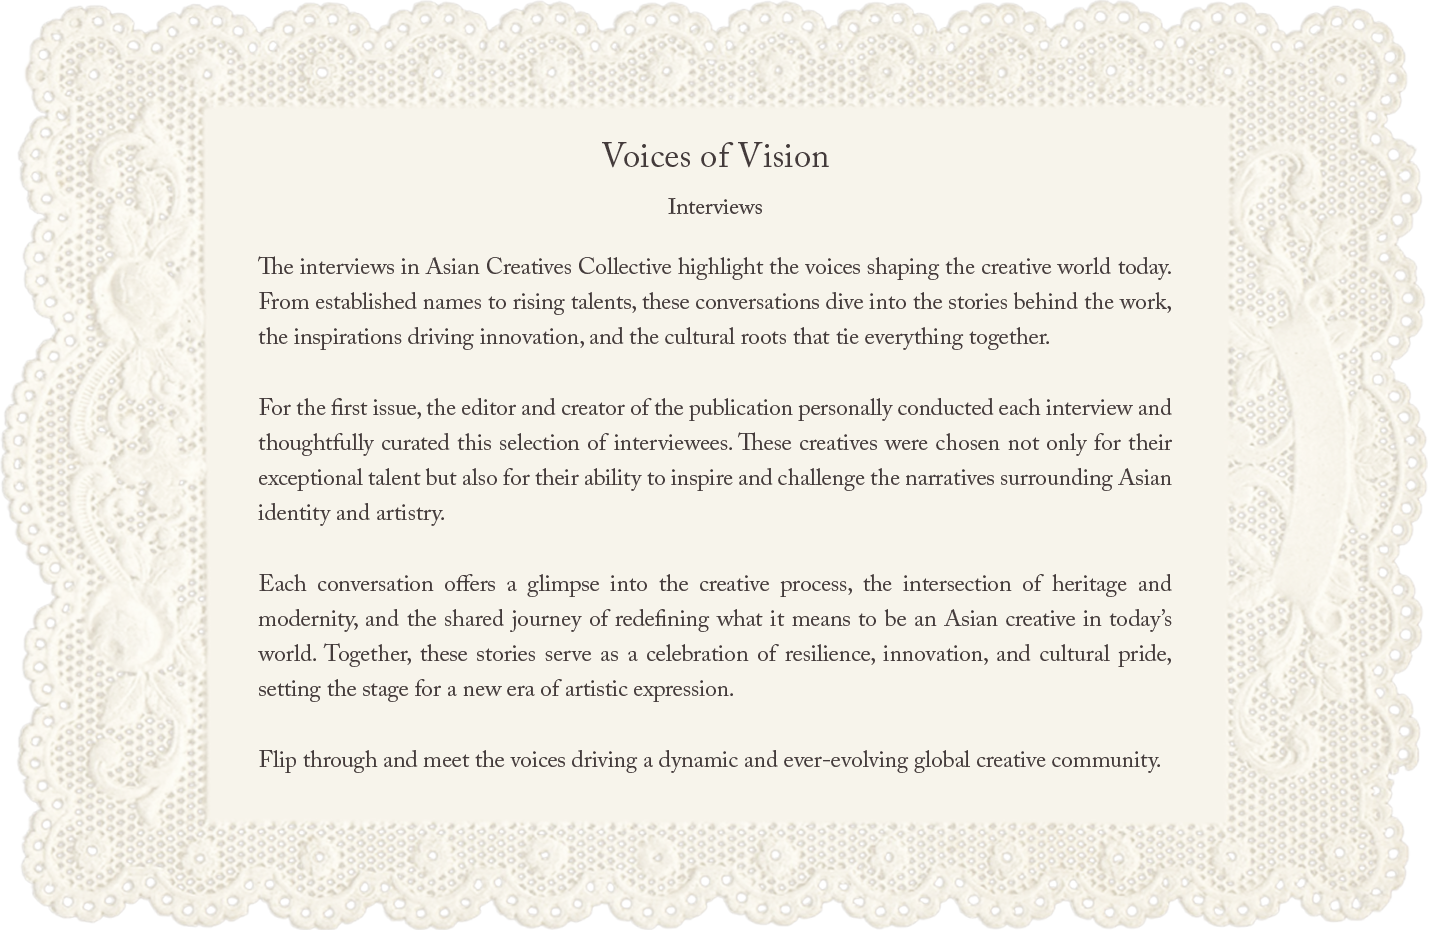 Voices of Vision
Interviews
The interviews in Asian Creatives Collective highlight the voices shaping the creative world today.
From established names to rising talents, these conversations dive into the stories behind the work,
the inspirations driving innovation, and the cultural roots that tie everything together.
For the first issue, the editor and creator of the publication personally conducted each interview and
thoughtfully curated this selection of interviewees. These creatives were chosen not only for their
exceptional talent but also for their ability to inspire and challenge the narratives surrounding Asian
identity and artistry.
Each conversation offers a glimpse into the creative process, the intersection of heritage and
modernity, and the shared journey of redefining what it means to be an Asian creative in today’s
world. Together, these stories serve as a celebration of resilience, innovation, and cultural pride,
setting the stage for a new era of artistic expression.
Flip through and meet the voices driving a dynamic and ever-evolving global creative community.